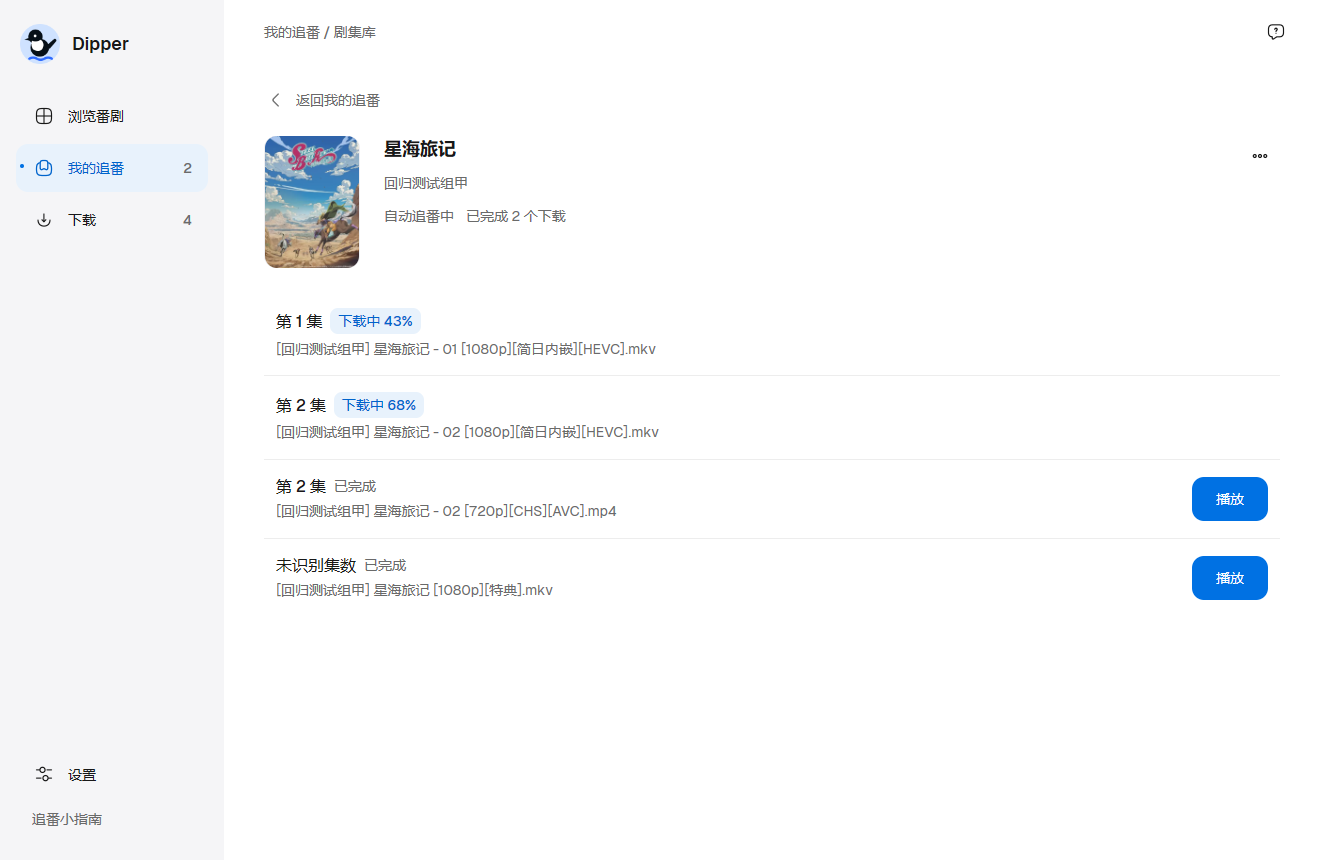 Dipper
浏览番剧
我的追番 2
下载 4
设置
追番小指南
我的追番 / 剧集库
返回我的追番
星海旅记
回归测试组甲
自动追番中 已完成 2 个下载
第 1 集 下载中 43%
[回归测试组甲] 星海旅记 - 01 [1080p][简日内嵌][HEVC].mkv
第 2 集 下载中 68%
[回归测试组甲] 星海旅记 - 02 [1080p][简日内嵌][HEVC].mkv
第 2 集 已完成
[回归测试组甲] 星海旅记 - 02 [720p][CHS][AVC].mp4
播放
未识别集数 已完成
[回归测试组甲] 星海旅记 [1080p][特典].mkv
播放